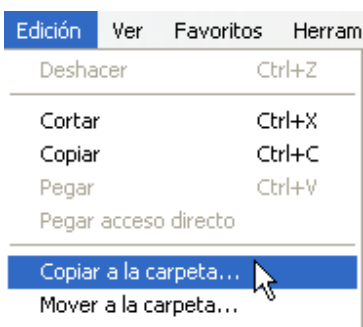 Edición Ver Favoritos Herram
Deshacer Ctrl+Z
Cortar Ctrl+X
Copiar Ctrl+C
Pegar Ctrl+V
Pegar acceso directo
Copiar a la carpeta...
Mover a la carpeta...